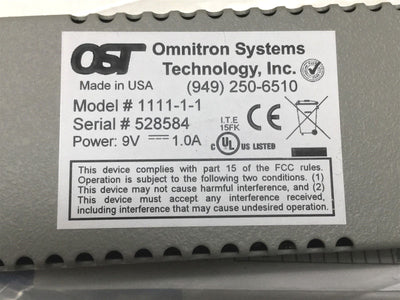 OST Omnitron Systems
Technology, Inc.
Made in USA (949) 250-6510
Model # 1111-1-1
Serial # 528584
Power: 9V ⎓ 1.0A
I.T.E
15FK
CE
c UL US LISTED
This device complies with part 15 of the FCC rules.
Operation is subject to the following two conditions. (1)
This device may not cause harmful interference, and (2)
This device must accept any interference received,
including interference that may cause undesired operation.